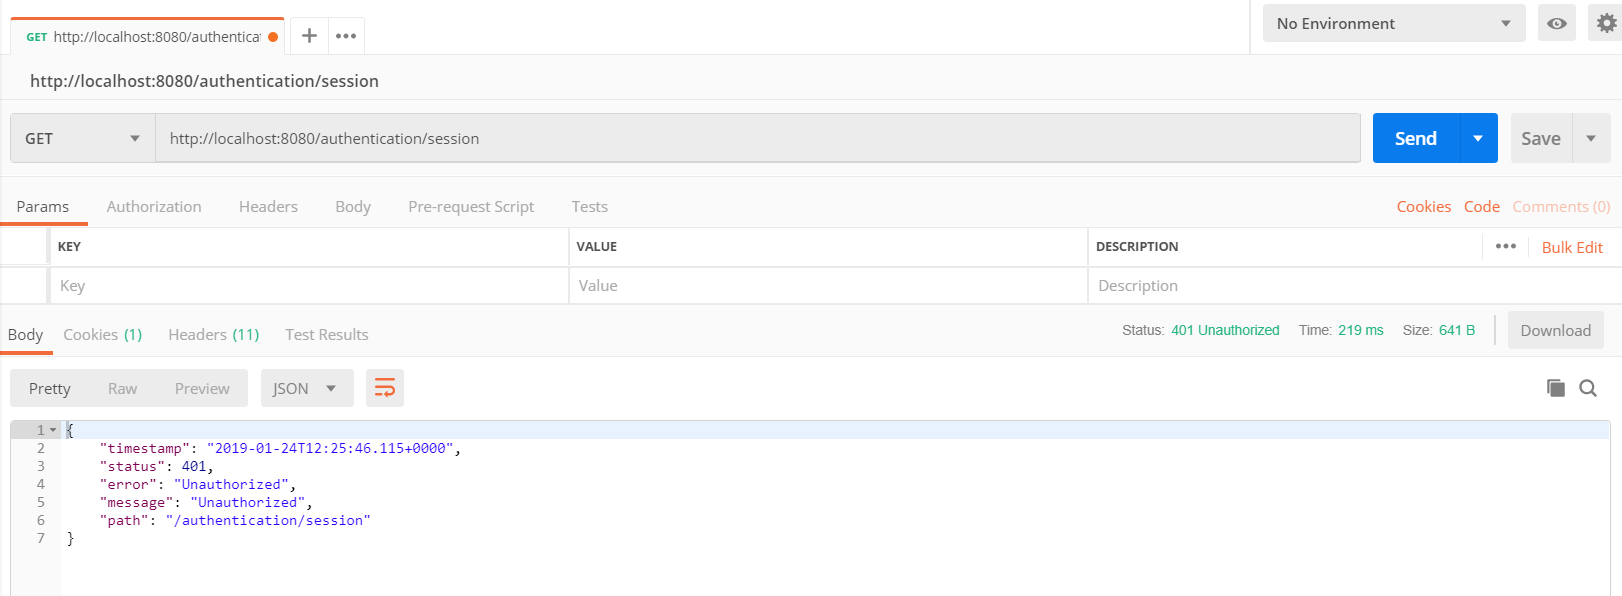 GET http://localhost:8080/authentica No Environment
http://localhost:8080/authentication/session
GET http://localhost:8080/authentication/session Send Save
Params Authorization Headers Body Pre-request Script Tests Cookies Code Comments (0)
KEY VALUE DESCRIPTION Bulk Edit
Key Value Description
Body Cookies (1) Headers (11) Test Results Status: 401 Unauthorized Time: 219 ms Size: 641 B Download
Pretty Raw Preview JSON
1 {
2 "timestamp": "2019-01-24T12:25:46.115+0000",
3 "status": 401,
4 "error": "Unauthorized",
5 "message": "Unauthorized",
6 "path": "/authentication/session"
7 }